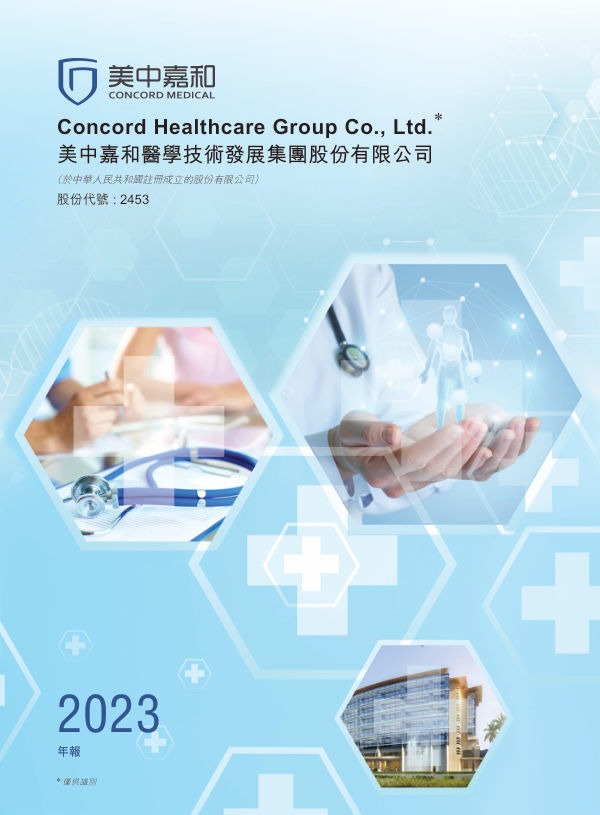 美中嘉和
CONCORD MEDICAL
Concord Healthcare Group Co., Ltd.*
美中嘉和醫學技術發展集團股份有限公司
（於中華人民共和國註冊成立的股份有限公司）
股份代號 : 2453
2023
年報
* 僅供識別